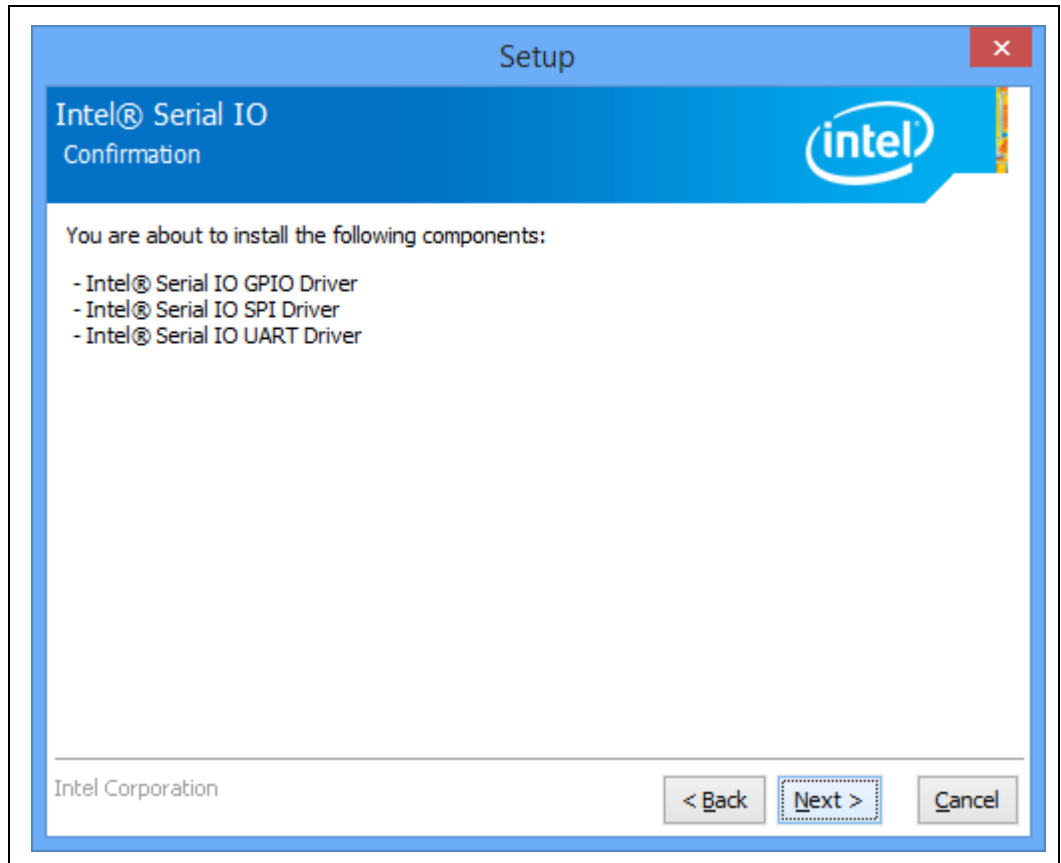 Setup
Intel® Serial IO
Confirmation
intel
You are about to install the following components:
- Intel® Serial IO GPIO Driver
- Intel® Serial IO SPI Driver
- Intel® Serial IO UART Driver
Intel Corporation
< Back Next > Cancel